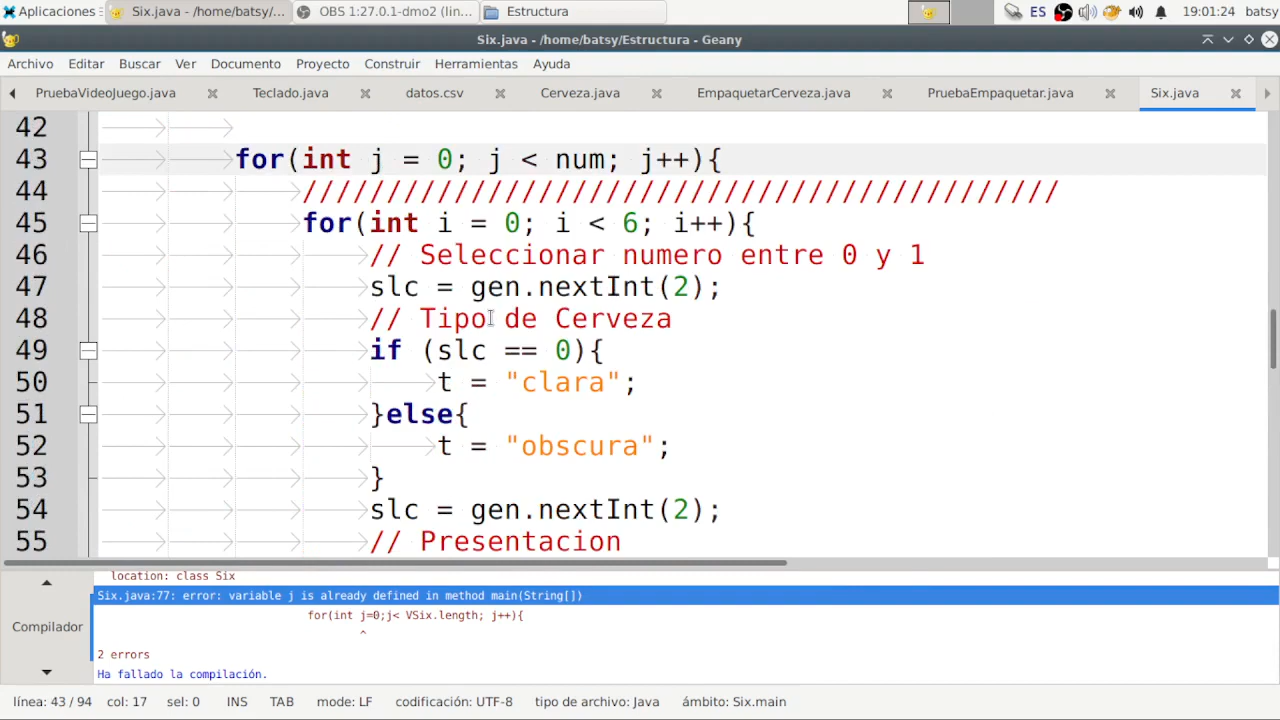 Aplicaciones Six.java - /home/batsy/... OBS 1:27.0.1-dmo2 (lin... Estructura ES 19:01:24 batsy
Six.java - /home/batsy/Estructura - Geany
Archivo Editar Buscar Ver Documento Proyecto Construir Herramientas Ayuda
PruebaVideoJuego.java Teclado.java datos.csv Cerveza.java EmpaquetarCerveza.java PruebaEmpaquetar.java Six.java
42
43 for(int j = 0; j < num; j++){
44 /////////////////////////////////////////////
45 for(int i = 0; i < 6; i++){
46 // Seleccionar numero entre 0 y 1
47 slc = gen.nextInt(2);
48 // Tipo de Cerveza
49 if (slc == 0){
50 t = "clara";
51 }else{
52 t = "obscura";
53 }
54 slc = gen.nextInt(2);
55 // Presentacion
location: class Six
Six.java:77: error: variable j is already defined in method main(String[])
for(int j=0;j< VSix.length; j++){
^
Compilador
2 errors
Ha fallado la compilación.
línea: 43 / 94 col: 17 sel: 0 INS TAB mode: LF codificación: UTF-8 tipo de archivo: Java ámbito: Six.main